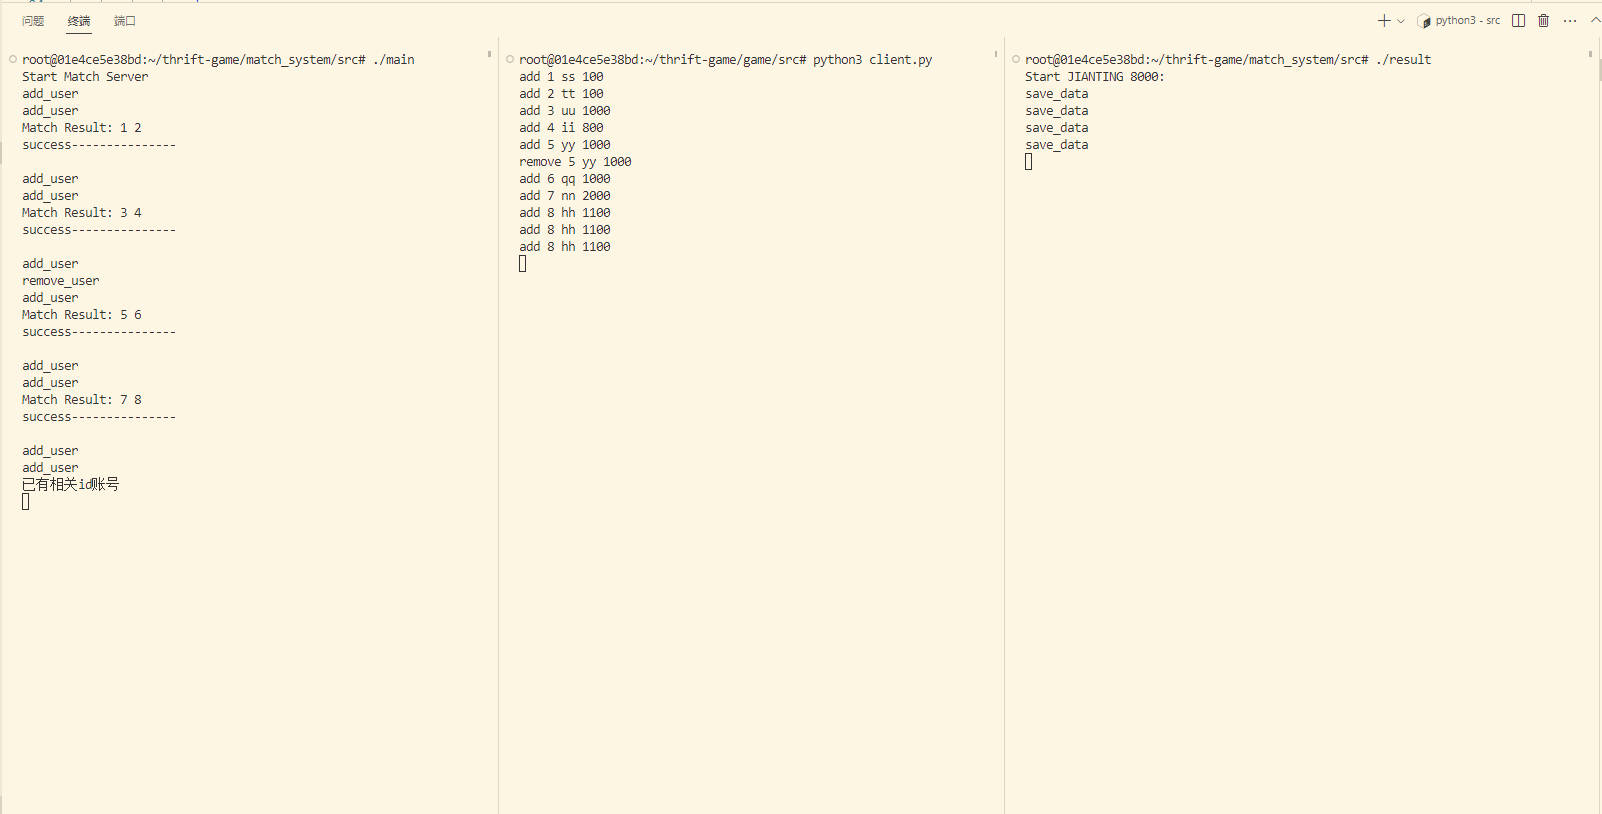 问题 终端 端口
python3 - src
root@01e4ce5e38bd:~/thrift-game/match_system/src# ./main
Start Match Server
add_user
add_user
Match Result: 1 2
success---------------
add_user
add_user
Match Result: 3 4
success---------------
add_user
remove_user
add_user
Match Result: 5 6
success---------------
add_user
add_user
Match Result: 7 8
success---------------
add_user
add_user
已有相关id账号
root@01e4ce5e38bd:~/thrift-game/game/src# python3 client.py
add 1 ss 100
add 2 tt 100
add 3 uu 1000
add 4 ii 800
add 5 yy 1000
remove 5 yy 1000
add 6 qq 1000
add 7 nn 2000
add 8 hh 1100
add 8 hh 1100
add 8 hh 1100
root@01e4ce5e38bd:~/thrift-game/match_system/src# ./result
Start JIANTING 8000:
save_data
save_data
save_data
save_data